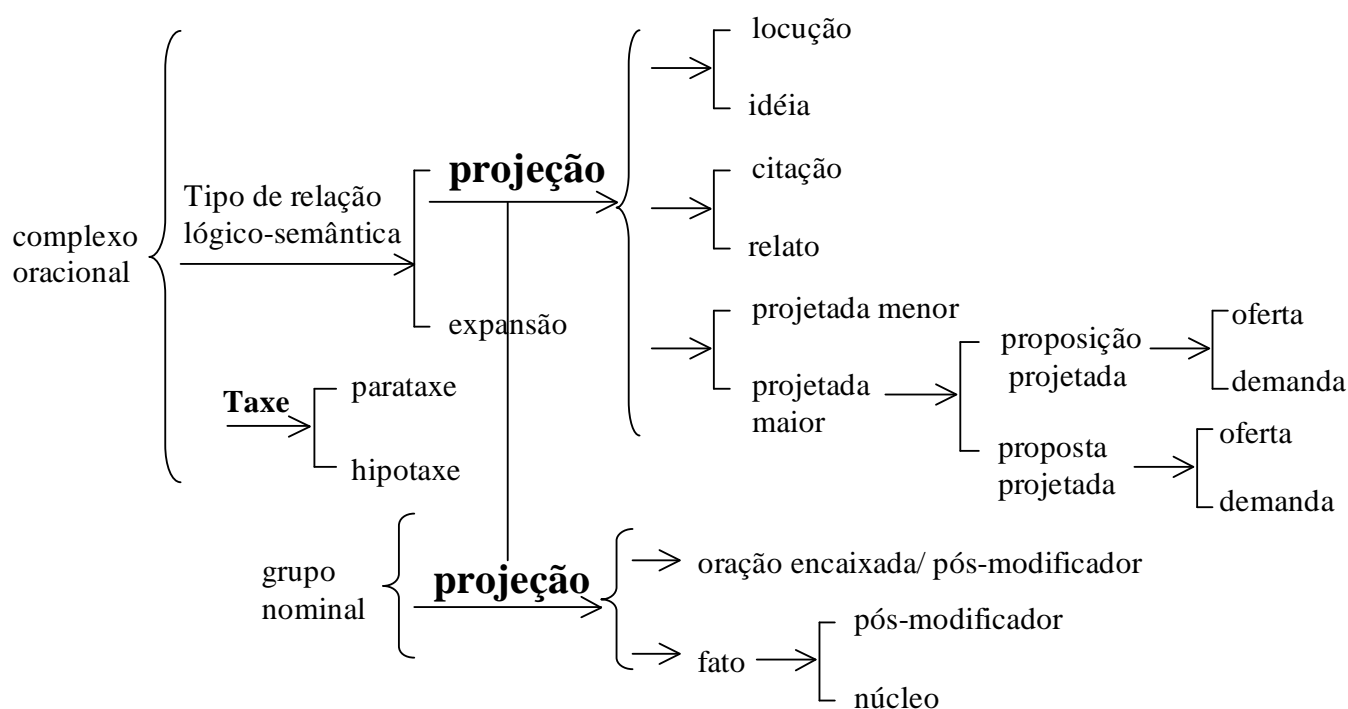 locução
idéia
projeção
citação
Tipo de relação
lógico-semântica
complexo
oracional
relato
expansão
projetada menor
oferta
proposição
projetada
projetada
maior
demanda
Taxe
parataxe
oferta
proposta
projetada
hipotaxe
demanda
grupo
nominal
projeção
oração encaixada/ pós-modificador
pós-modificador
fato
núcleo